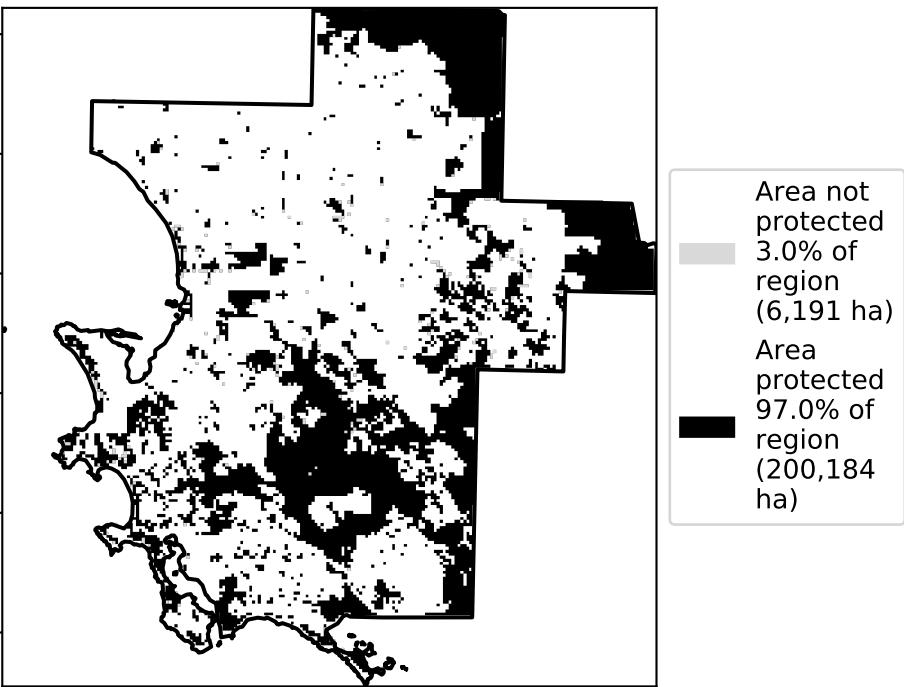 Area not
protected
3.0% of
region
(6,191 ha)
Area
protected
97.0% of
region
(200,184
ha)